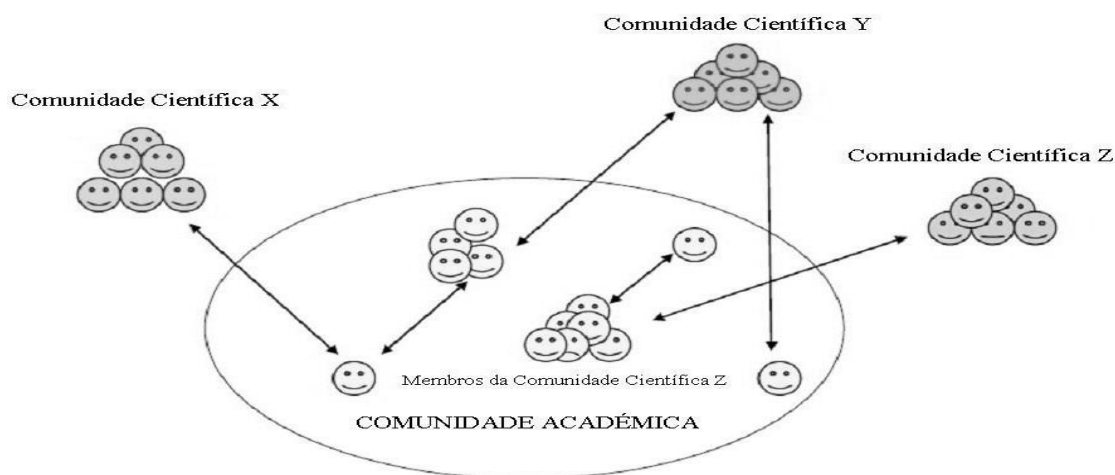 Comunidade Científica Y
Comunidade Científica X
Comunidade Científica Z
Membros da Comunidade Científica Z
COMUNIDADE ACADÉMICA